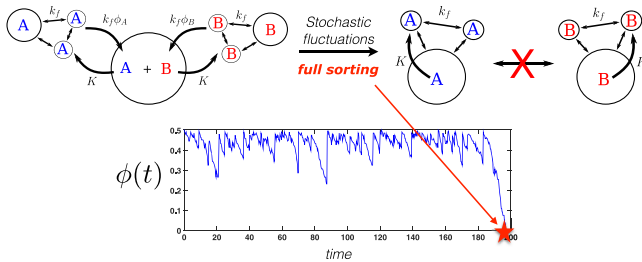 A
k_f
A
A
k_f ϕ_A
K
A + B
k_f ϕ_B
K
B
k_f
B
B
Stochastic
fluctuations
full sorting
A
k_f
A
K
A
X
B
k_f
B
K
B
ϕ(t)
0.5
0.4
0.3
0.2
0.1
0
0 20 40 60 80 100 120 140 160 180 200
time